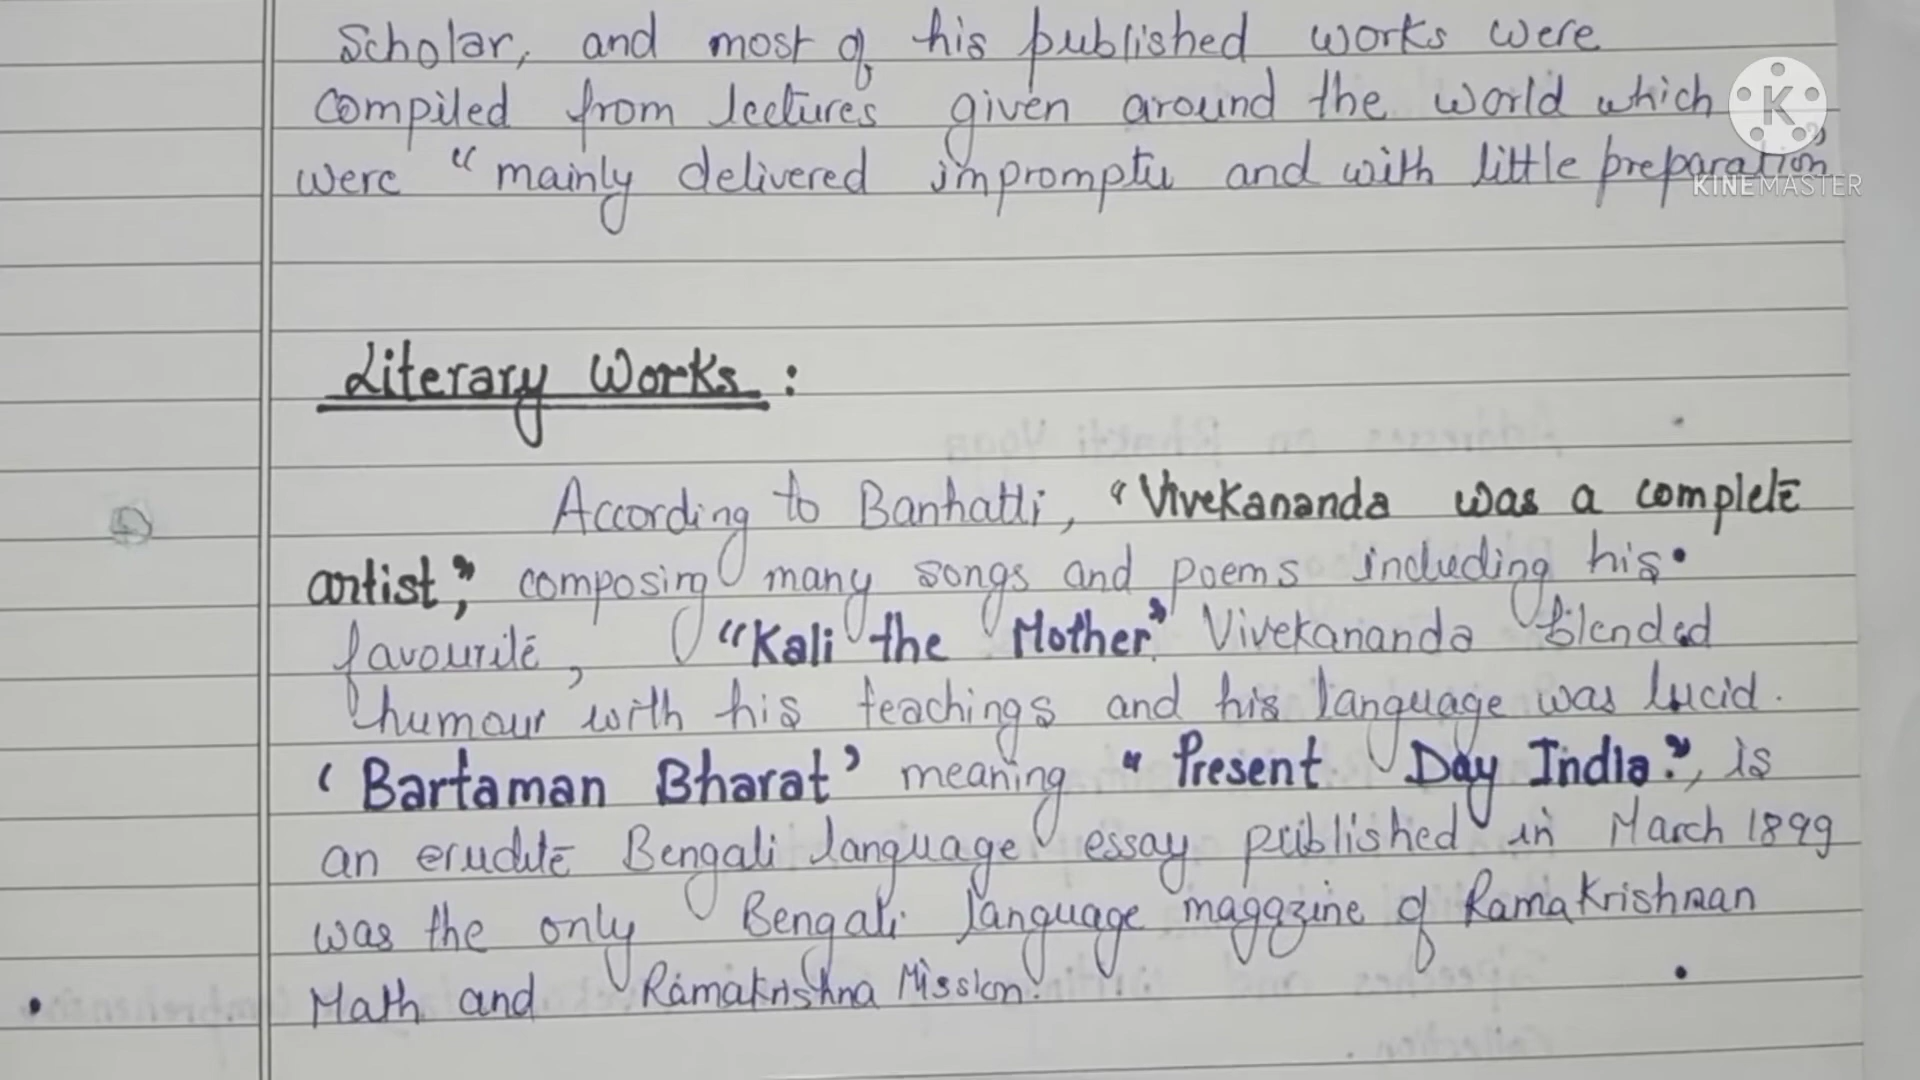 Scholar, and most of his published works were
compiled from lectures given around the world which
were "mainly delivered impromptu and with little preparation"
K
KINEMASTER
Literary Works :
According to Banhatti, "Vivekananda was a complete
artist", composing many songs and poems including his
favourite, "Kali the Mother". Vivekananda blended
humour with his teachings and his language was lucid.
'Bartaman Bharat' meaning "Present Day India", is
an erudite Bengali language essay published in March 1899
was the only Bengali language magazine of Ramakrishnan
Math and Ramakrishna Mission.